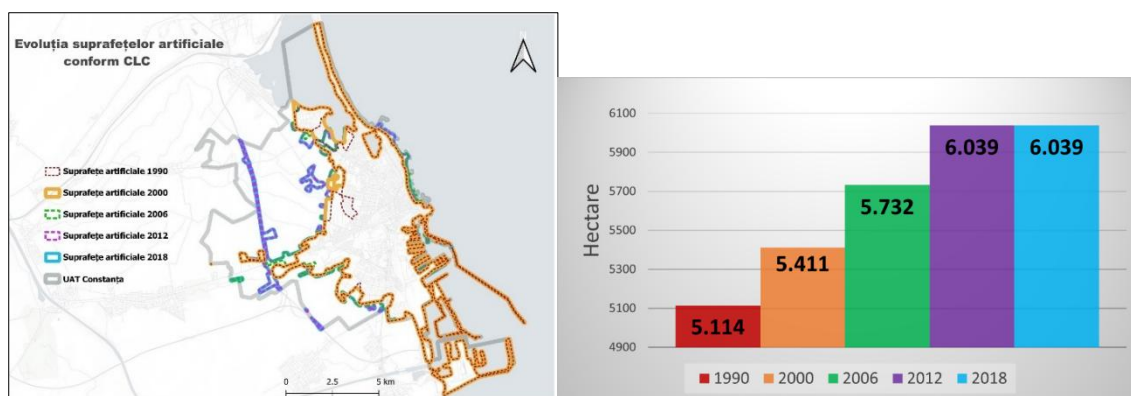 Evoluția suprafețelor artificiale
conform CLC
Suprafețe artificiale 1990
Suprafețe artificiale 2000
Suprafețe artificiale 2006
Suprafețe artificiale 2012
Suprafețe artificiale 2018
UAT Constanța
0 2.5 5 km
Hectare
6100
5900
5700
5500
5300
5100
4900
5.114
5.411
5.732
6.039
6.039
1990 2000 2006 2012 2018